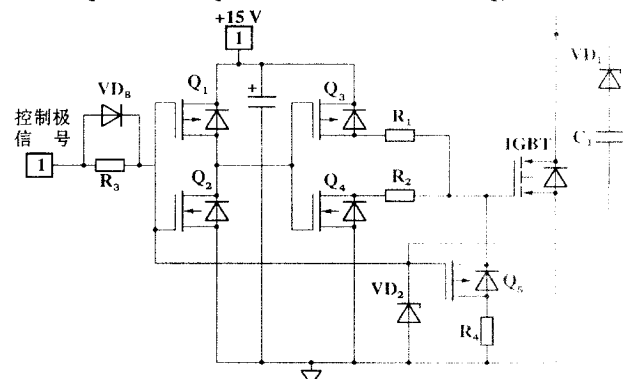 +15 V
1
Q₁
Q₃
VD₁
VD_B
+
控制极
信号
R₁
C₁
1
IGBT
R₃
Q₂
Q₄
R₂
VD₂
Q₅
R₄